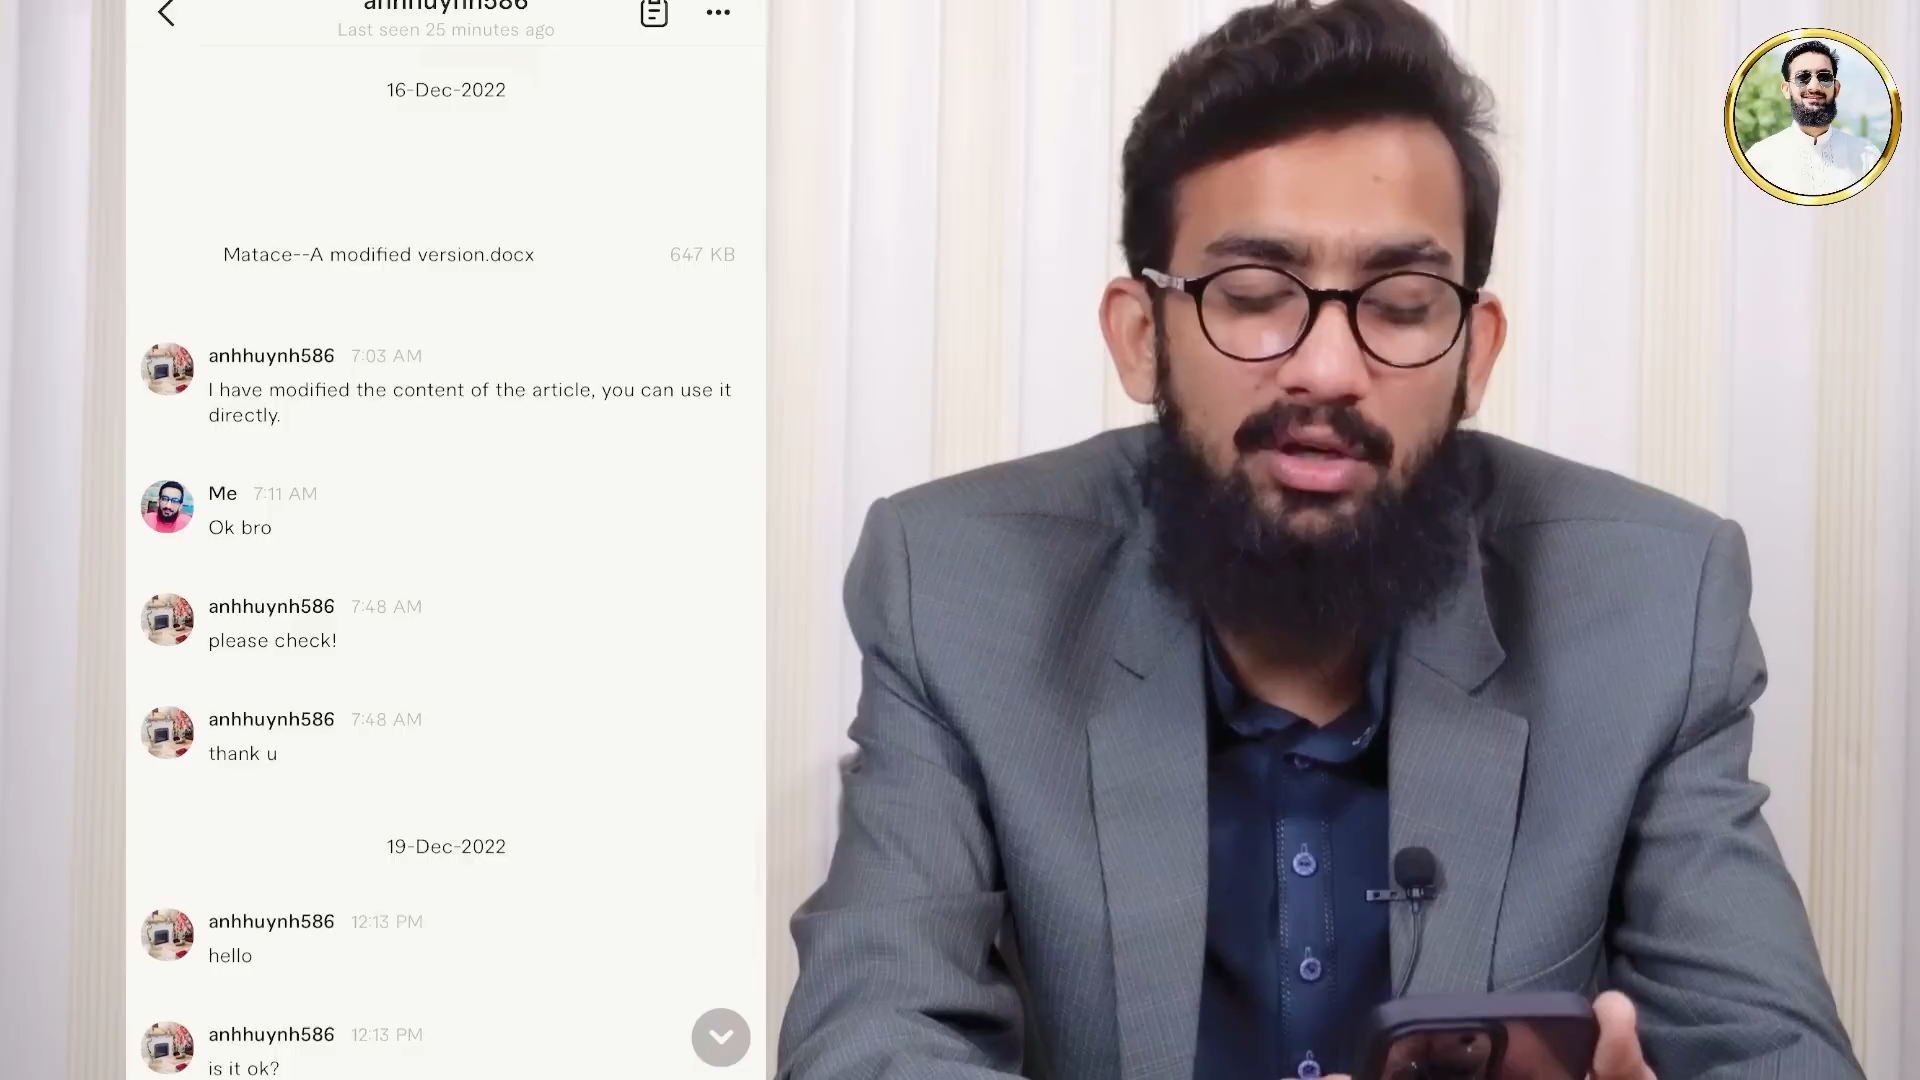 anhhuynh586
Last seen 25 minutes ago
16-Dec-2022
Matace--A modified version.docx 647 KB
anhhuynh586 7:03 AM
I have modified the content of the article, you can use it
directly.
Me 7:11 AM
Ok bro
anhhuynh586 7:48 AM
please check!
anhhuynh586 7:48 AM
thank u
19-Dec-2022
anhhuynh586 12:13 PM
hello
anhhuynh586 12:13 PM
is it ok?